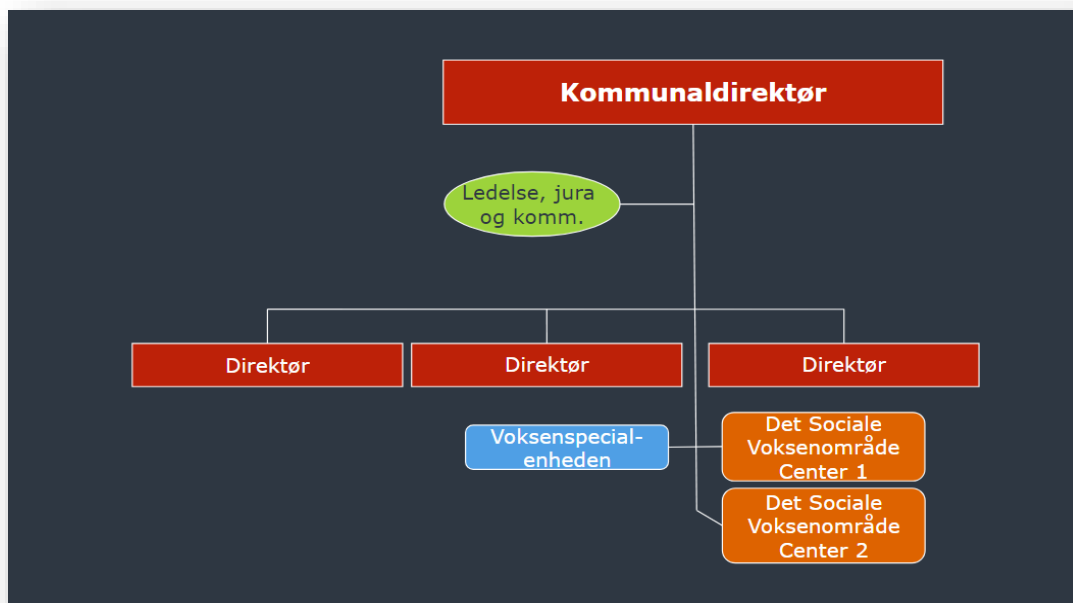 Kommunaldirektør
Ledelse, jura
og komm.
Direktør
Direktør
Direktør
Voksenspecial-
enheden
Det Sociale
Voksenområde
Center 1
Det Sociale
Voksenområde
Center 2